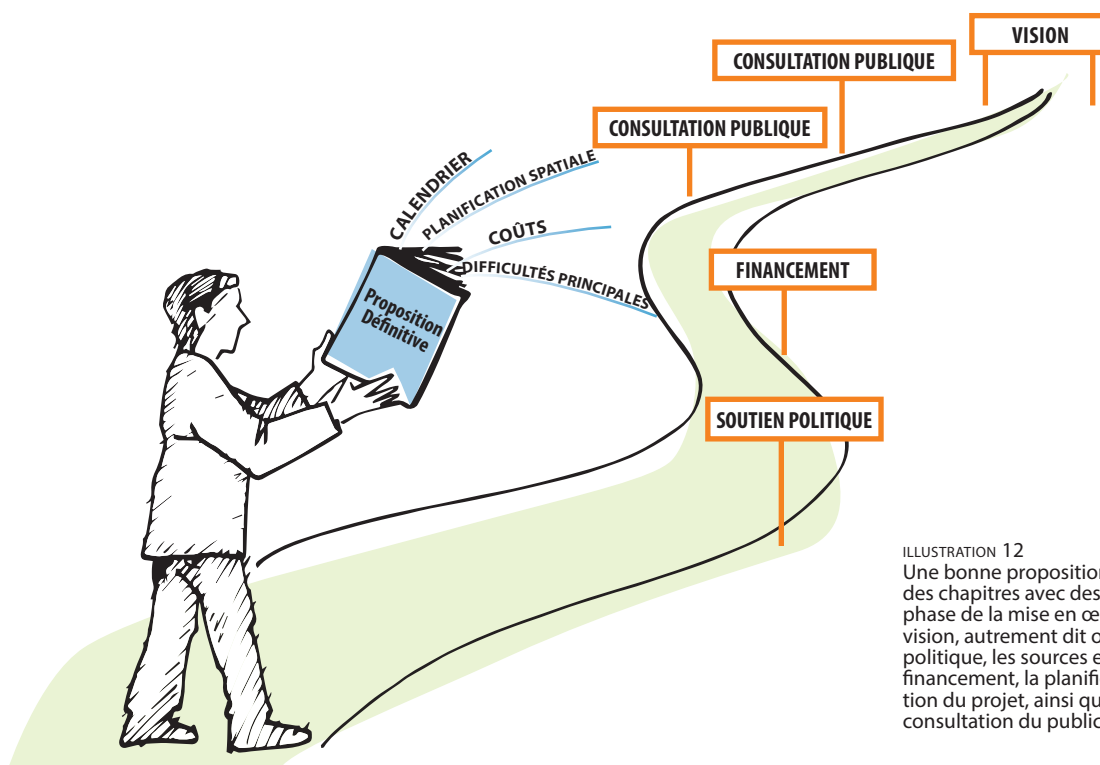 VISION
CONSULTATION PUBLIQUE
CONSULTATION PUBLIQUE
CALENDRIER
PLANIFICATION SPATIALE
COÛTS
DIFFICULTÉS PRINCIPALES
Proposition
Définitive
FINANCEMENT
SOUTIEN POLITIQUE
ILLUSTRATION 12
Une bonne proposition
des chapitres avec des
phase de la mise en œ
vision, autrement dit o
politique, les sources e
financement, la planifi
tion du projet, ainsi qu
consultation du public